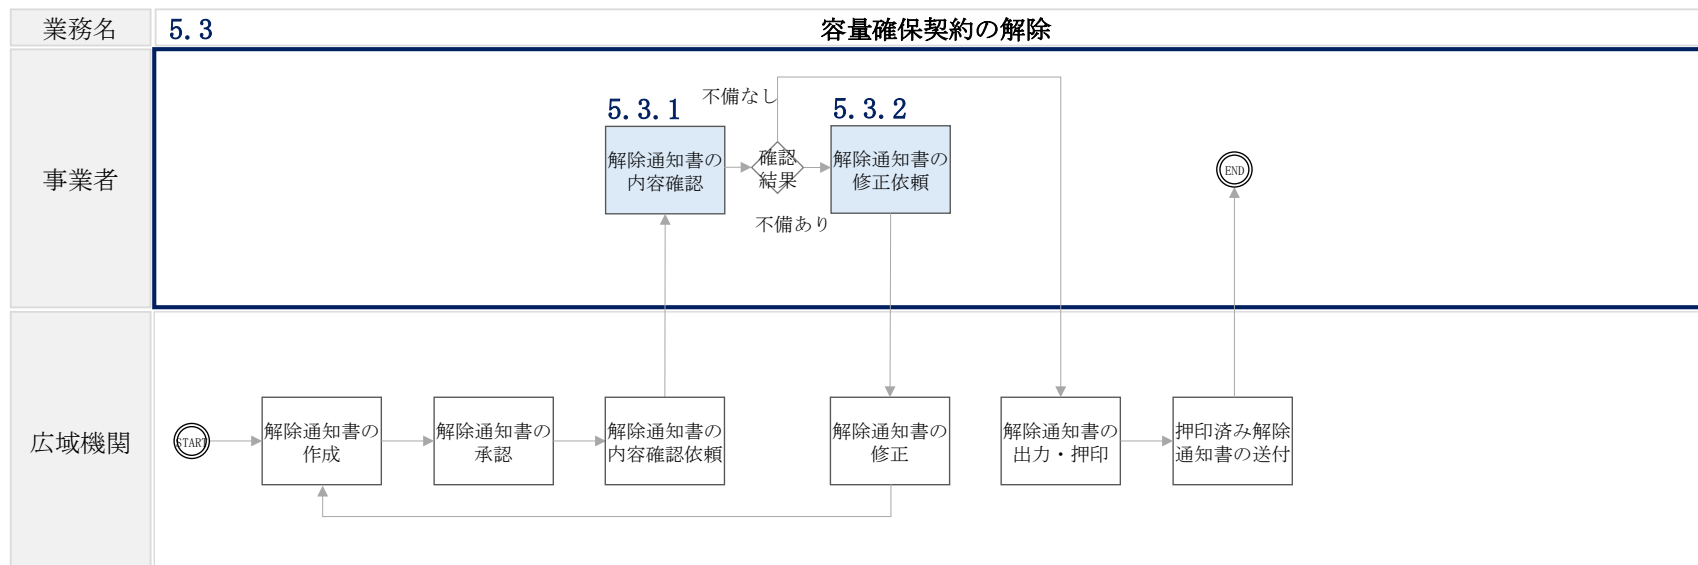 業務名
5.3
容量確保契約の解除
事業者
不備なし
5.3.1
解除通知書の
内容確認
確認
結果
5.3.2
解除通知書の
修正依頼
不備あり
END
広域機関
START
解除通知書の
作成
解除通知書の
承認
解除通知書の
内容確認依頼
解除通知書の
修正
解除通知書の
出力・押印
押印済み解除
通知書の送付